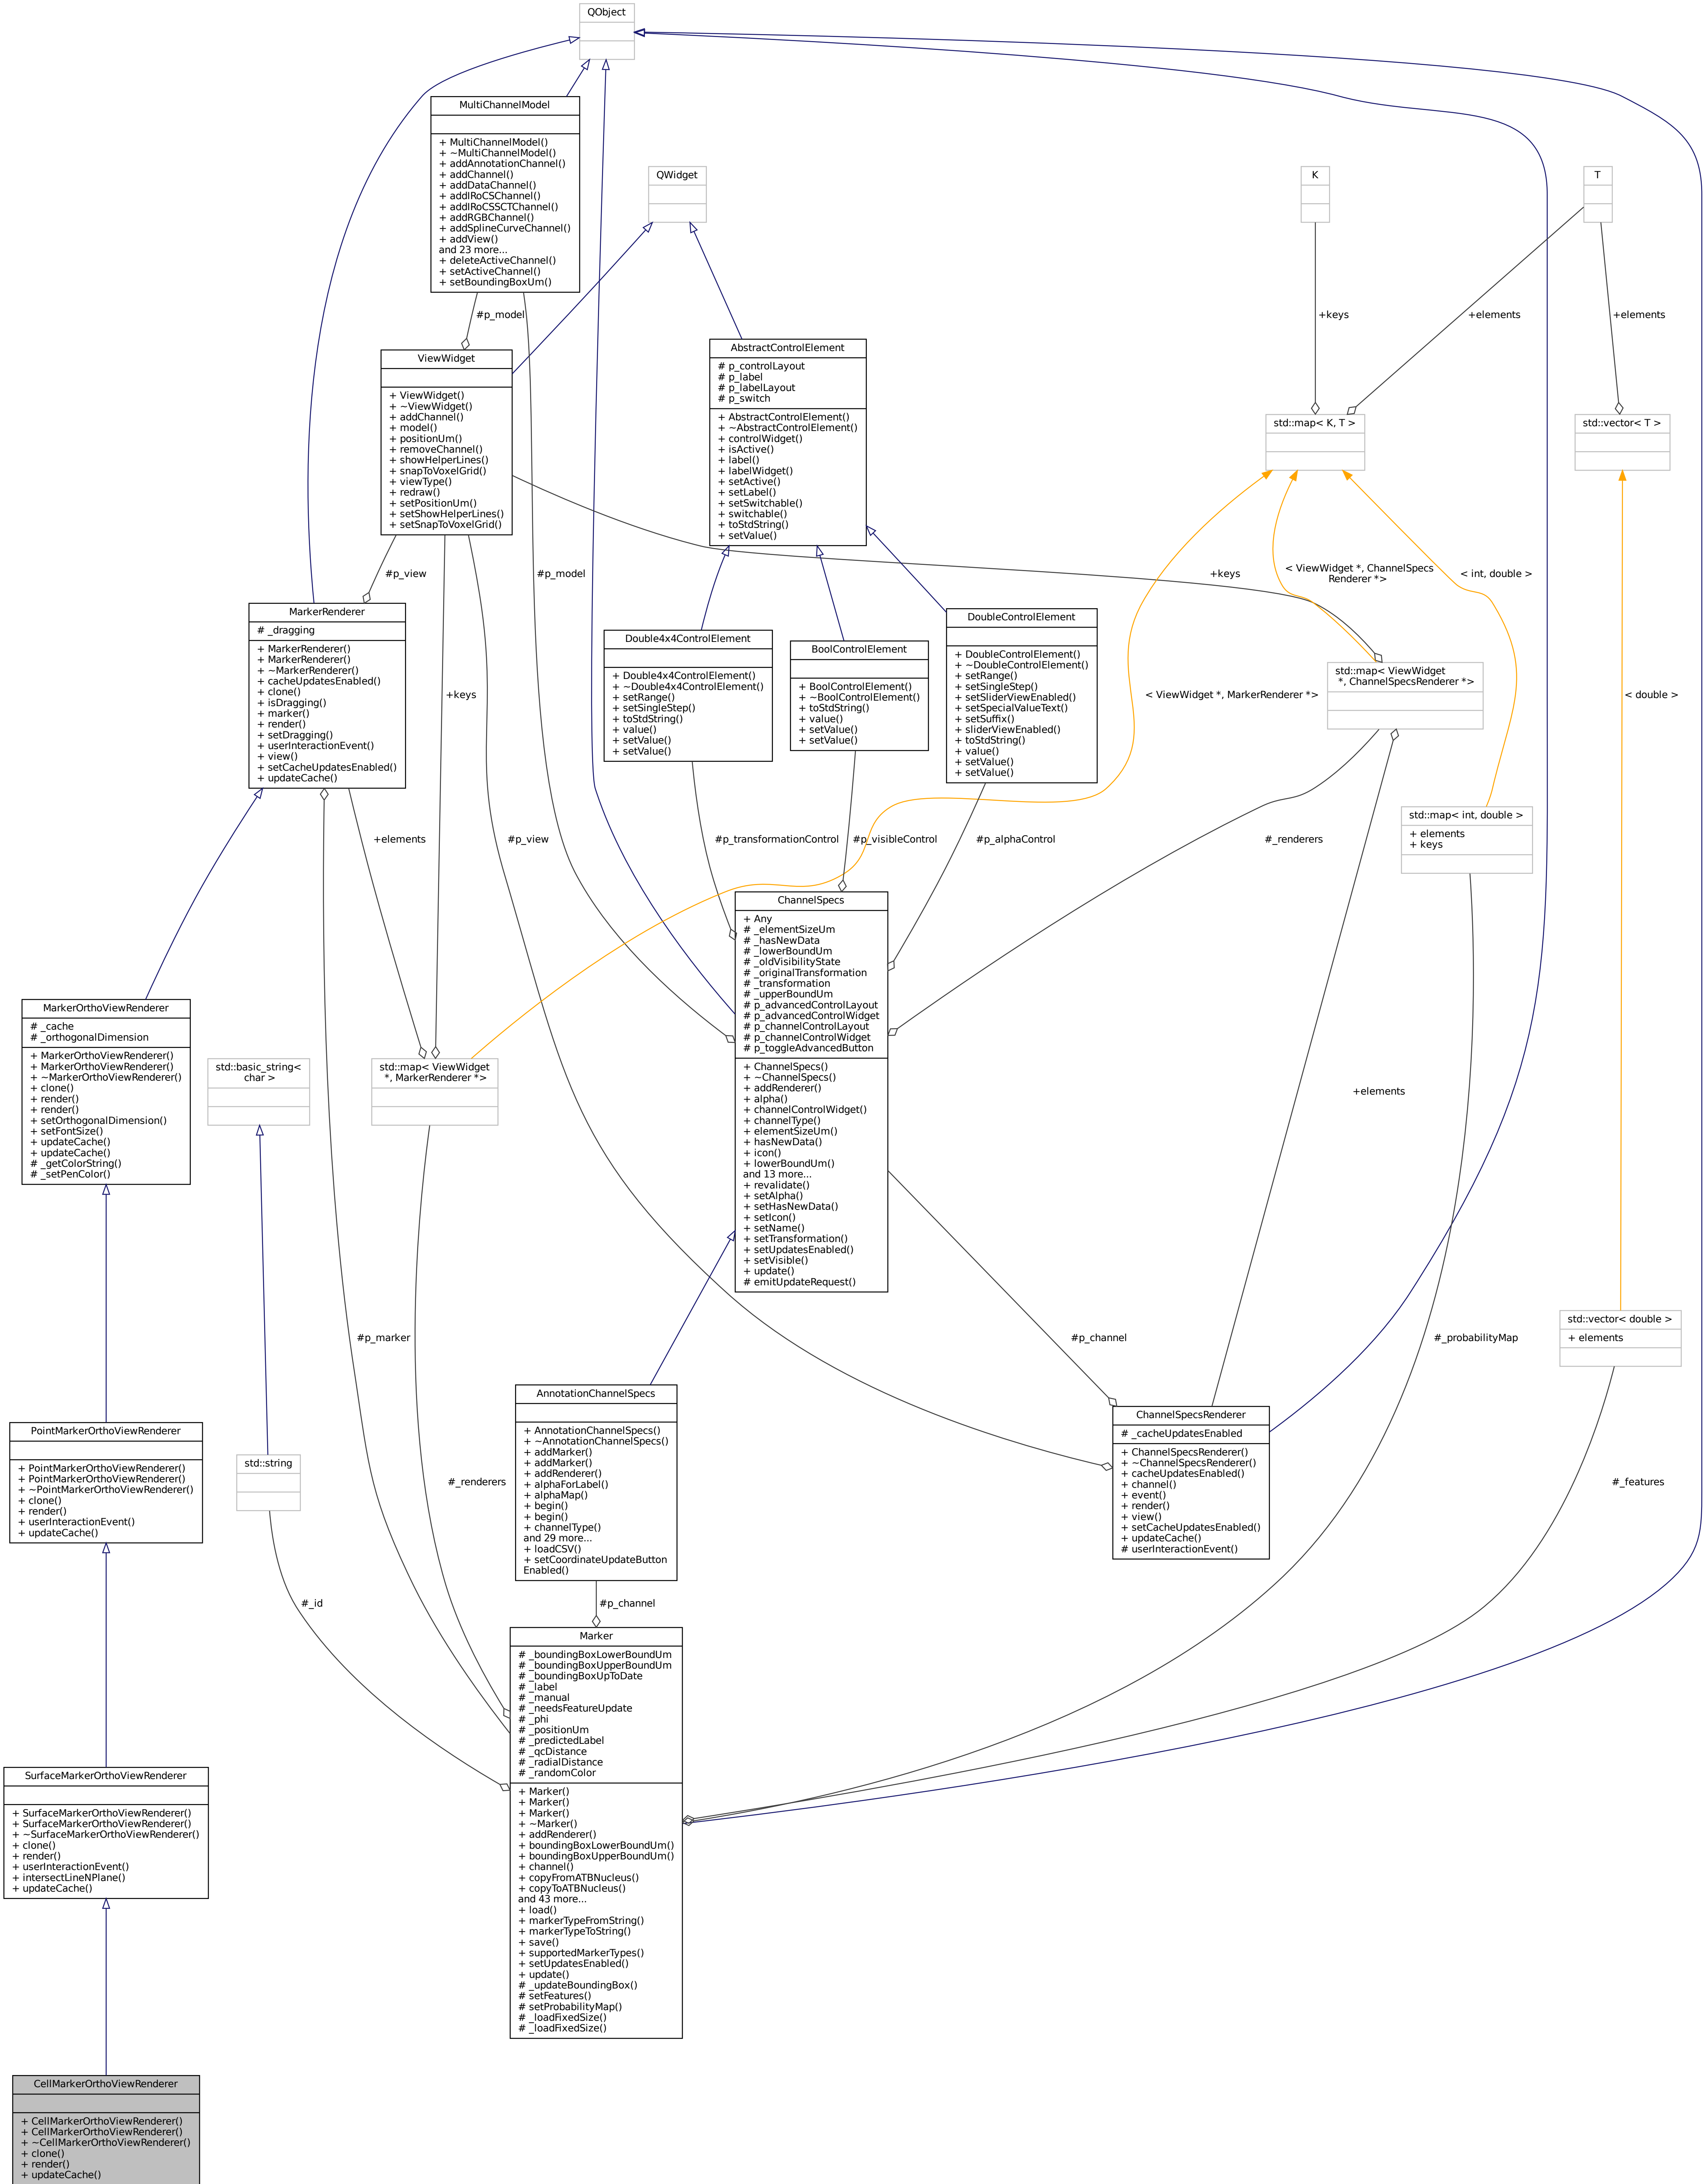 QObject
MultiChannelModel
+ MultiChannelModel()
+ ~MultiChannelModel()
+ addAnnotationChannel()
+ addChannel()
+ addDataChannel()
+ addIRoCSChannel()
+ addIRoCSSCTChannel()
+ addRGBChannel()
+ addSplineCurveChannel()
+ addView()
and 23 more...
+ deleteActiveChannel()
+ setActiveChannel()
+ setBoundingBoxUm()
QWidget
K
T
#p_model
+keys
+elements
+elements
ViewWidget
+ ViewWidget()
+ ~ViewWidget()
+ addChannel()
+ model()
+ positionUm()
+ removeChannel()
+ showHelperLines()
+ snapToVoxelGrid()
+ viewType()
+ redraw()
+ setPositionUm()
+ setShowHelperLines()
+ setSnapToVoxelGrid()
AbstractControlElement
# p_controlLayout
# p_label
# p_labelLayout
# p_switch
+ AbstractControlElement()
+ ~AbstractControlElement()
+ controlWidget()
+ isActive()
+ label()
+ labelWidget()
+ setActive()
+ setLabel()
+ setSwitchable()
+ switchable()
+ toStdString()
+ setValue()
std::map< K, T >
std::vector< T >
#p_view
#p_model
+keys
< ViewWidget *, ChannelSpecs
Renderer *>
< int, double >
MarkerRenderer
# _dragging
+ MarkerRenderer()
+ MarkerRenderer()
+ ~MarkerRenderer()
+ cacheUpdatesEnabled()
+ clone()
+ isDragging()
+ marker()
+ render()
+ setDragging()
+ userInteractionEvent()
+ view()
+ setCacheUpdatesEnabled()
+ updateCache()
+keys
Double4x4ControlElement
+ Double4x4ControlElement()
+ ~Double4x4ControlElement()
+ setRange()
+ setSingleStep()
+ toStdString()
+ value()
+ setValue()
+ setValue()
BoolControlElement
+ BoolControlElement()
+ ~BoolControlElement()
+ toStdString()
+ value()
+ setValue()
+ setValue()
DoubleControlElement
+ DoubleControlElement()
+ ~DoubleControlElement()
+ setRange()
+ setSingleStep()
+ setSliderViewEnabled()
+ setSpecialValueText()
+ setSuffix()
+ sliderViewEnabled()
+ toStdString()
+ value()
+ setValue()
+ setValue()
< ViewWidget *, MarkerRenderer *>
std::map< ViewWidget
*, ChannelSpecsRenderer *>
< double >
std::map< int, double >
+ elements
+ keys
+elements
#p_view
#p_transformationControl
#p_visibleControl
#p_alphaControl
#_renderers
ChannelSpecs
+ Any
# _elementSizeUm
# _hasNewData
# _lowerBoundUm
# _oldVisibilityState
# _originalTransformation
# _transformation
# _upperBoundUm
# p_advancedControlLayout
# p_advancedControlWidget
# p_channelControlLayout
# p_channelControlWidget
# p_toggleAdvancedButton
+ ChannelSpecs()
+ ~ChannelSpecs()
+ addRenderer()
+ alpha()
+ channelControlWidget()
+ channelType()
+ elementSizeUm()
+ hasNewData()
+ icon()
+ lowerBoundUm()
and 13 more...
+ revalidate()
+ setAlpha()
+ setHasNewData()
+ setIcon()
+ setName()
+ setTransformation()
+ setUpdatesEnabled()
+ setVisible()
+ update()
# emitUpdateRequest()
MarkerOrthoViewRenderer
# _cache
# _orthogonalDimension
+ MarkerOrthoViewRenderer()
+ MarkerOrthoViewRenderer()
+ ~MarkerOrthoViewRenderer()
+ clone()
+ render()
+ render()
+ setOrthogonalDimension()
+ setFontSize()
+ updateCache()
+ updateCache()
# _getColorString()
# _setPenColor()
std::basic_string<
char >
std::map< ViewWidget
*, MarkerRenderer *>
+elements
#p_marker
#p_channel
#_probabilityMap
std::vector< double >
+ elements
AnnotationChannelSpecs
+ AnnotationChannelSpecs()
+ ~AnnotationChannelSpecs()
+ addMarker()
+ addMarker()
+ addRenderer()
+ alphaForLabel()
+ alphaMap()
+ begin()
+ begin()
+ channelType()
and 29 more...
+ loadCSV()
+ setCoordinateUpdateButton
Enabled()
ChannelSpecsRenderer
# _cacheUpdatesEnabled
+ ChannelSpecsRenderer()
+ ~ChannelSpecsRenderer()
+ cacheUpdatesEnabled()
+ channel()
+ event()
+ render()
+ view()
+ setCacheUpdatesEnabled()
+ updateCache()
# userInteractionEvent()
PointMarkerOrthoViewRenderer
+ PointMarkerOrthoViewRenderer()
+ PointMarkerOrthoViewRenderer()
+ ~PointMarkerOrthoViewRenderer()
+ clone()
+ render()
+ userInteractionEvent()
+ updateCache()
std::string
#_renderers
#_features
#_id
#p_channel
Marker
# _boundingBoxLowerBoundUm
# _boundingBoxUpperBoundUm
# _boundingBoxUpToDate
# _label
# _manual
# _needsFeatureUpdate
# _phi
# _positionUm
# _predictedLabel
# _qcDistance
# _radialDistance
# _randomColor
+ Marker()
+ Marker()
+ Marker()
+ ~Marker()
+ addRenderer()
+ boundingBoxLowerBoundUm()
+ boundingBoxUpperBoundUm()
+ channel()
+ copyFromATBNucleus()
+ copyToATBNucleus()
and 43 more...
+ load()
+ markerTypeFromString()
+ markerTypeToString()
+ save()
+ supportedMarkerTypes()
+ setUpdatesEnabled()
+ update()
# _updateBoundingBox()
# setFeatures()
# setProbabilityMap()
# _loadFixedSize()
# _loadFixedSize()
SurfaceMarkerOrthoViewRenderer
+ SurfaceMarkerOrthoViewRenderer()
+ SurfaceMarkerOrthoViewRenderer()
+ ~SurfaceMarkerOrthoViewRenderer()
+ clone()
+ render()
+ userInteractionEvent()
+ intersectLineNPlane()
+ updateCache()
CellMarkerOrthoViewRenderer
+ CellMarkerOrthoViewRenderer()
+ CellMarkerOrthoViewRenderer()
+ ~CellMarkerOrthoViewRenderer()
+ clone()
+ render()
+ updateCache()